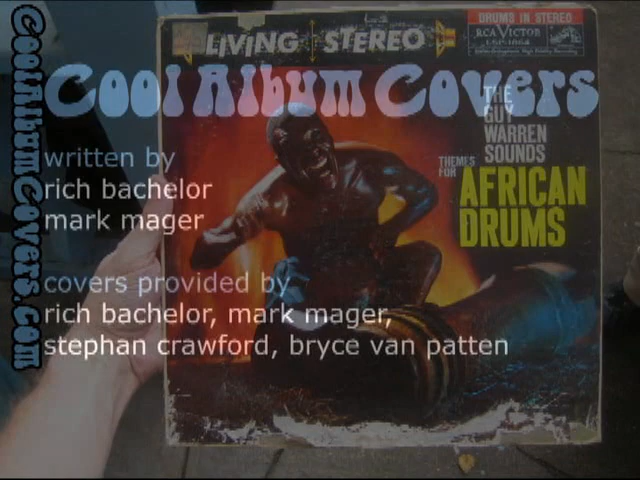 CoolAlbumCovers.com
LIVING STEREO
DRUMS IN STEREO
RCA VICTOR
LSP-1864
Cool Album Covers
THE
GUY
WARREN
SOUNDS
THEMES
FOR
AFRICAN
DRUMS
written by
rich bachelor
mark mager
covers provided by
rich bachelor, mark mager,
stephan crawford, bryce van patten